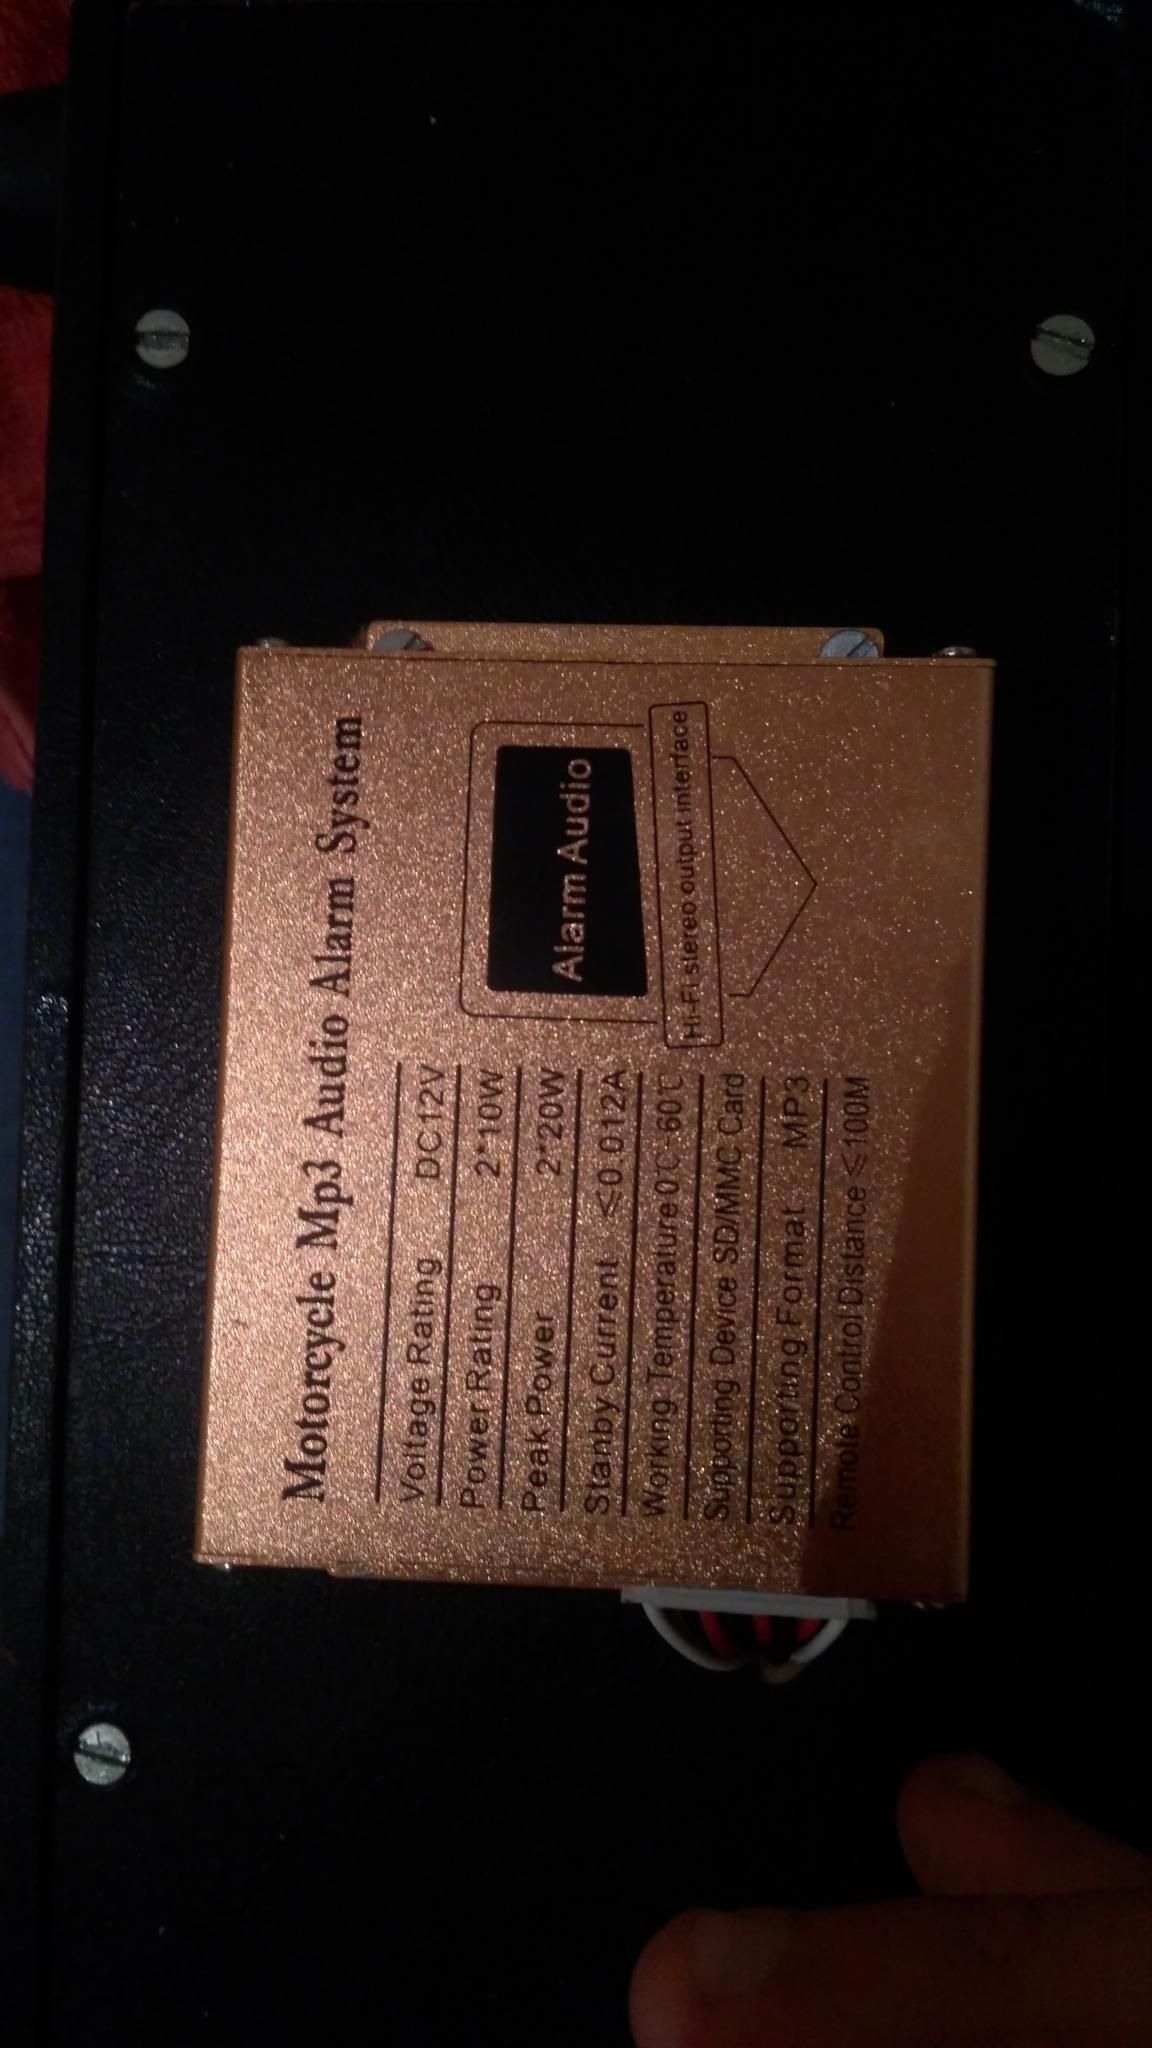 Motorcycle Mp3 Audio Alarm System
Voltage Rating DC12V
Power Rating 2*10W
Peak Power 2*20W
Stanby Current ≤0.012A
Working Temperature0℃-60℃
Supporting Device SD/MMC Card
Supporting Format MP3
Remote Control Distance ≤100M
Alarm Audio
Hi-Fi stereo output interface